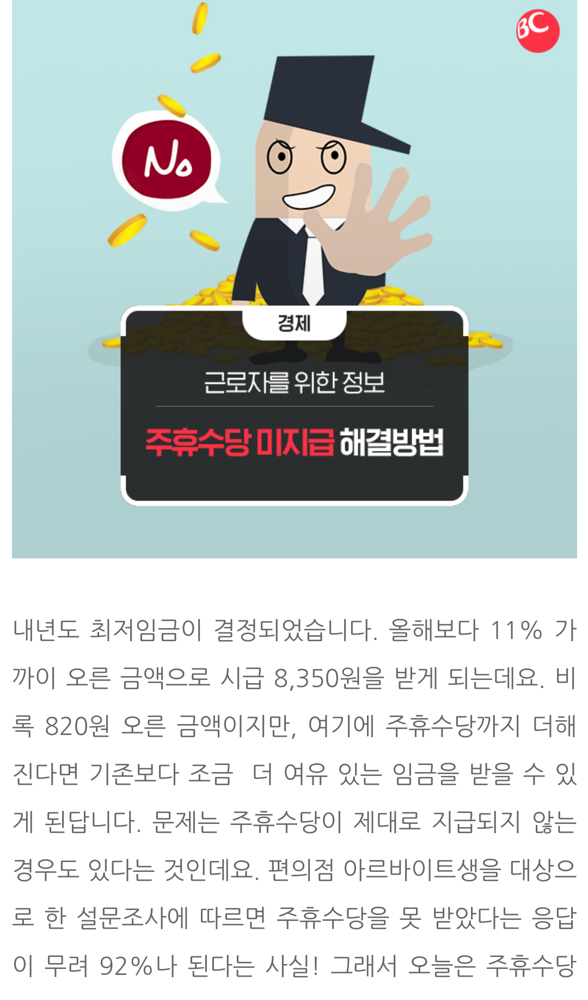 BC
No
경제
근로자를 위한 정보
주휴수당 미지급 해결방법
내년도 최저임금이 결정되었습니다. 올해보다 11% 가
까이 오른 금액으로 시급 8,350원을 받게 되는데요. 비
록 820원 오른 금액이지만, 여기에 주휴수당까지 더해
진다면 기존보다 조금  더 여유 있는 임금을 받을 수 있
게 된답니다. 문제는 주휴수당이 제대로 지급되지 않는
경우도 있다는 것인데요. 편의점 아르바이트생을 대상으
로 한 설문조사에 따르면 주휴수당을 못 받았다는 응답
이 무려 92%나 된다는 사실! 그래서 오늘은 주휴수당